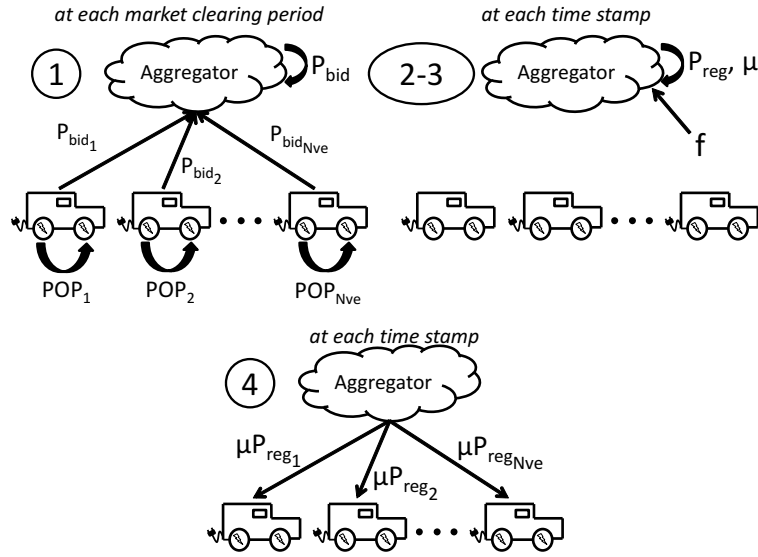 at each market clearing period
at each time stamp
1
Aggregator
P_bid
2-3
Aggregator
P_reg, μ
P_bid_1
P_bid_2
P_bid_Nve
f
POP_1
POP_2
POP_Nve
at each time stamp
4
Aggregator
μP_reg_1
μP_reg_2
μP_reg_Nve